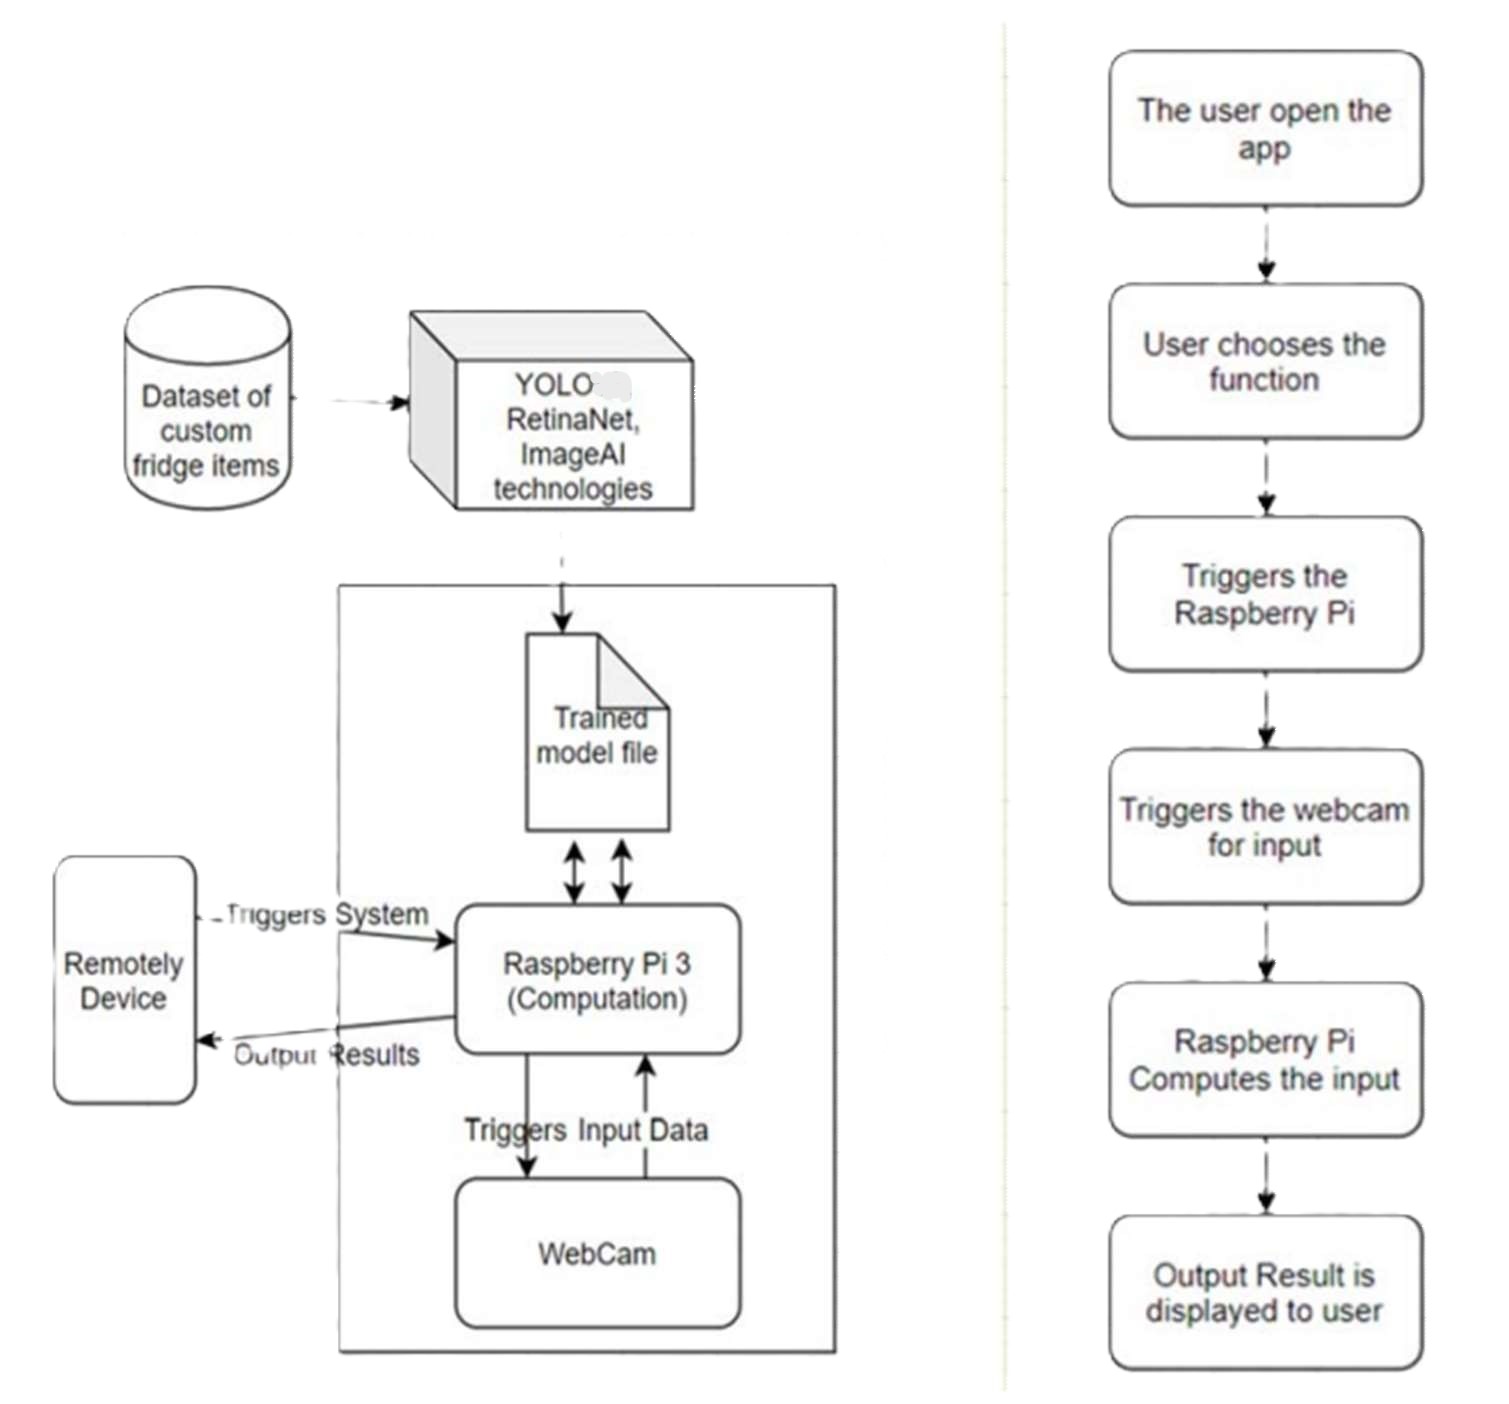 Dataset of
custom
fridge items
YOLO
RetinaNet,
ImageAI
technologies
Trained
model file
Triggers System
Remotely
Device
Raspberry Pi 3
(Computation)
Output Results
Triggers Input Data
WebCam
The user open the
app
User chooses the
function
Triggers the
Raspberry Pi
Triggers the webcam
for input
Raspberry Pi
Computes the input
Output Result is
displayed to user